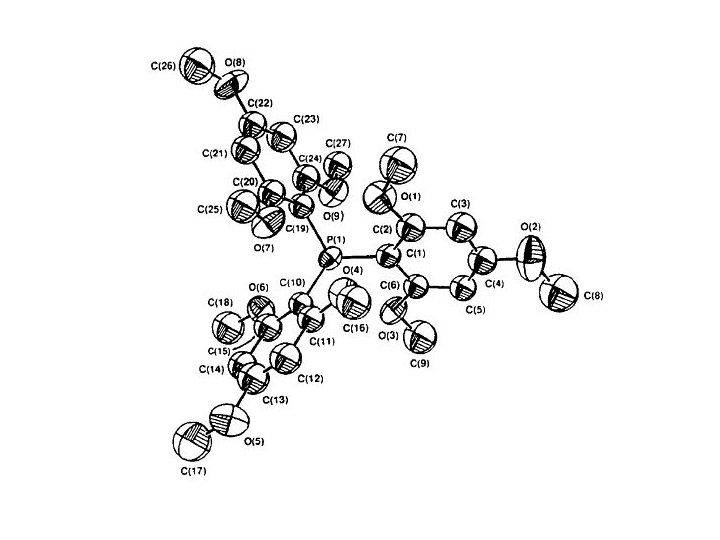 C(26)
O(8)
C(22)
C(23)
C(21)
C(24)
C(27)
C(7)
C(20)
C(25)
C(19)
O(9)
O(7)
O(1)
C(3)
C(2)
O(2)
P(1)
C(1)
O(4)
C(4)
C(10)
C(6)
O(6)
C(18)
C(8)
C(5)
C(16)
C(11)
O(3)
C(15)
C(9)
C(14)
C(12)
C(13)
O(5)
C(17)